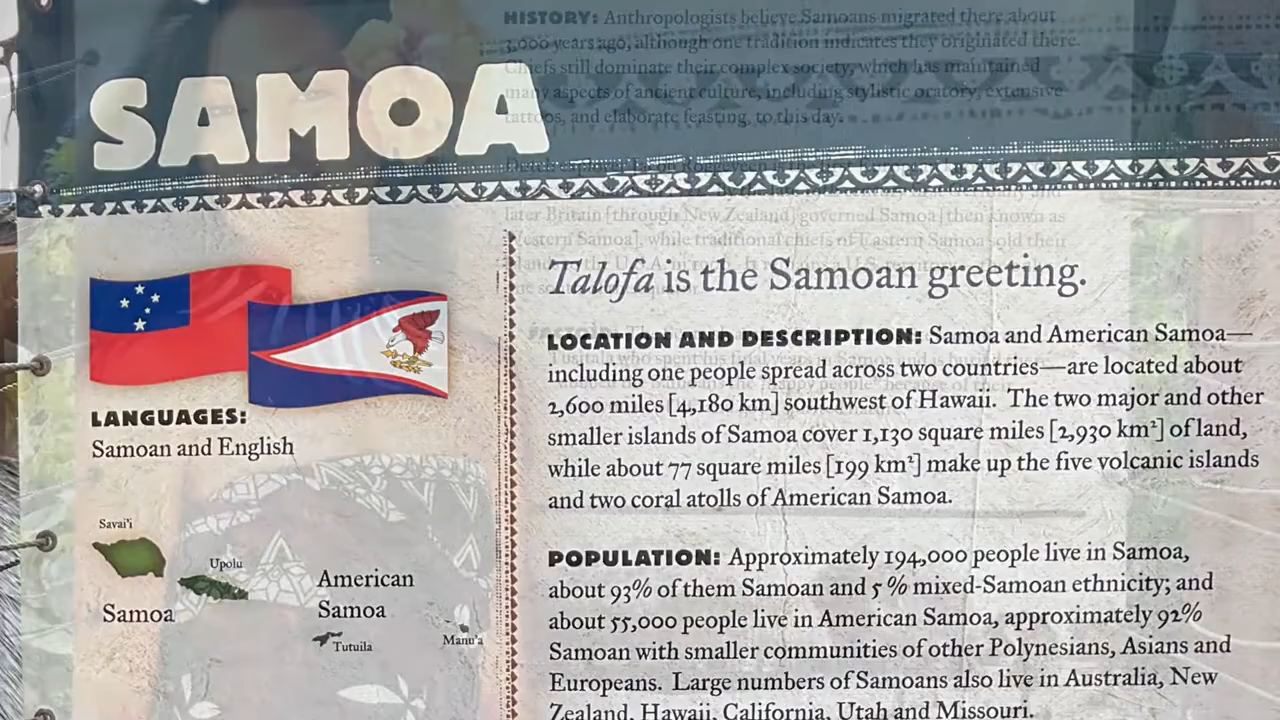 HISTORY: Anthropologists believe Samoans migrated there about
3,000 years ago, although one tradition indicates they originated there.
Chiefs still dominate their complex society, which has maintained
many aspects of ancient culture, including stylistic oratory, extensive
tattoos, and elaborate feasting, to this day.
SAMOA
later Britain [through New Zealand] governed Samoa [then known as
Western Samoa], while traditional chiefs of Eastern Samoa sold their
Talofa is the Samoan greeting.
LOCATION AND DESCRIPTION: Samoa and American Samoa—
including one people spread across two countries—are located about
2,600 miles [4,180 km] southwest of Hawaii. The two major and other
smaller islands of Samoa cover 1,130 square miles [2,930 km²] of land,
while about 77 square miles [199 km²] make up the five volcanic islands
and two coral atolls of American Samoa.
POPULATION: Approximately 194,000 people live in Samoa,
about 93% of them Samoan and 5 % mixed-Samoan ethnicity; and
about 55,000 people live in American Samoa, approximately 92%
Samoan with smaller communities of other Polynesians, Asians and
Europeans. Large numbers of Samoans also live in Australia, New
Zealand, Hawaii, California, Utah and Missouri.
LANGUAGES:
Samoan and English
Savai'i
Upolu
Samoa
American
Samoa
Tutuila
Manu'a